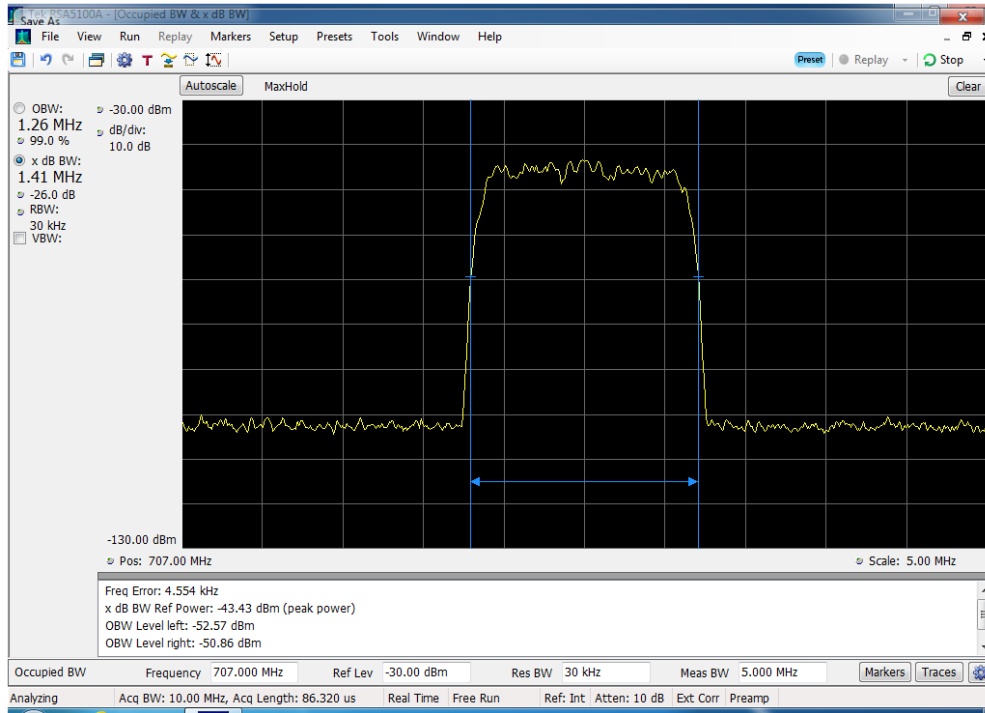 Tek RSA5100A - [Occupied BW & x dB BW]
Save As
File View Run Replay Markers Setup Presets Tools Window Help
T Preset Replay Stop
Autoscale MaxHold Clear
OBW:
1.26 MHz
99.0 %
x dB BW:
1.41 MHz
-26.0 dB
RBW:
30 kHz
VBW:
-30.00 dBm
dB/div:
10.0 dB
-130.00 dBm
Pos: 707.00 MHz Scale: 5.00 MHz
Freq Error: 4.554 kHz
x dB BW Ref Power: -43.43 dBm (peak power)
OBW Level left: -52.57 dBm
OBW Level right: -50.86 dBm
Occupied BW Frequency 707.000 MHz Ref Lev -30.00 dBm Res BW 30 kHz Meas BW 5.000 MHz Markers Traces
Analyzing Acq BW: 10.00 MHz, Acq Length: 86.320 us Real Time Free Run Ref: Int Atten: 10 dB Ext Corr Preamp